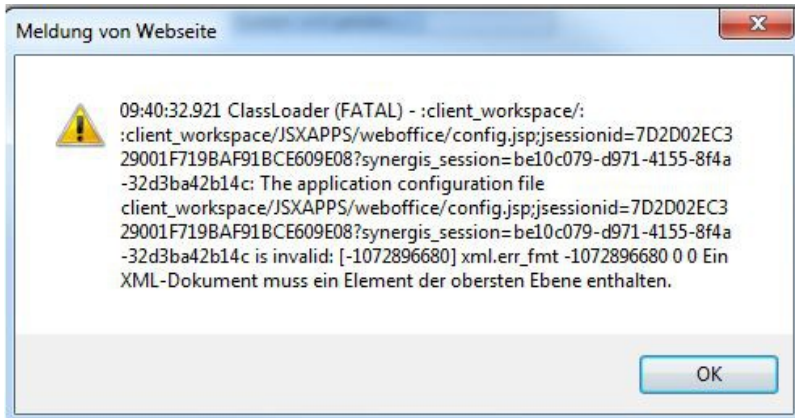 Meldung von Webseite
09:40:32.921 ClassLoader (FATAL) - :client_workspace/:
:client_workspace/JSXAPPS/weboffice/config.jsp;jsessionid=7D2D02EC3
29001F719BAF91BCE609E08?synergis_session=be10c079-d971-4155-8f4a
-32d3ba42b14c: The application configuration file
client_workspace/JSXAPPS/weboffice/config.jsp;jsessionid=7D2D02EC3
29001F719BAF91BCE609E08?synergis_session=be10c079-d971-4155-8f4a
-32d3ba42b14c is invalid: [-1072896680] xml.err_fmt -1072896680 0 0 Ein
XML-Dokument muss ein Element der obersten Ebene enthalten.
OK